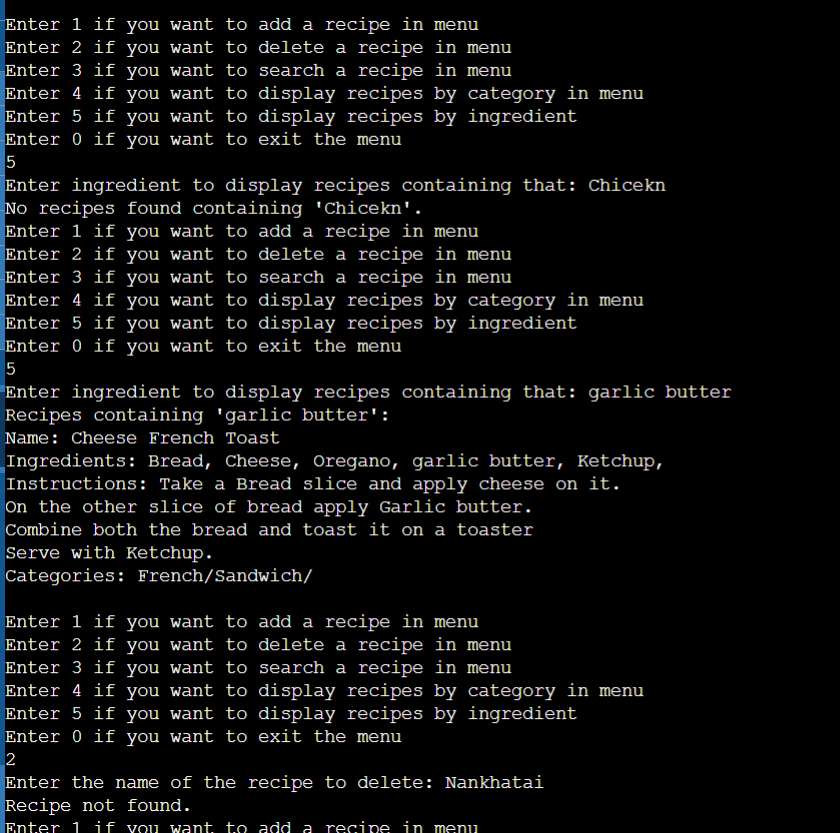 Enter 1 if you want to add a recipe in menu
Enter 2 if you want to delete a recipe in menu
Enter 3 if you want to search a recipe in menu
Enter 4 if you want to display recipes by category in menu
Enter 5 if you want to display recipes by ingredient
Enter 0 if you want to exit the menu
5
Enter ingredient to display recipes containing that: Chicekn
No recipes found containing 'Chicekn'.
Enter 1 if you want to add a recipe in menu
Enter 2 if you want to delete a recipe in menu
Enter 3 if you want to search a recipe in menu
Enter 4 if you want to display recipes by category in menu
Enter 5 if you want to display recipes by ingredient
Enter 0 if you want to exit the menu
5
Enter ingredient to display recipes containing that: garlic butter
Recipes containing 'garlic butter':
Name: Cheese French Toast
Ingredients: Bread, Cheese, Oregano, garlic butter, Ketchup,
Instructions: Take a Bread slice and apply cheese on it.
On the other slice of bread apply Garlic butter.
Combine both the bread and toast it on a toaster
Serve with Ketchup.
Categories: French/Sandwich/
Enter 1 if you want to add a recipe in menu
Enter 2 if you want to delete a recipe in menu
Enter 3 if you want to search a recipe in menu
Enter 4 if you want to display recipes by category in menu
Enter 5 if you want to display recipes by ingredient
Enter 0 if you want to exit the menu
2
Enter the name of the recipe to delete: Nankhatai
Recipe not found.
Enter 1 if you want to add a recipe in menu